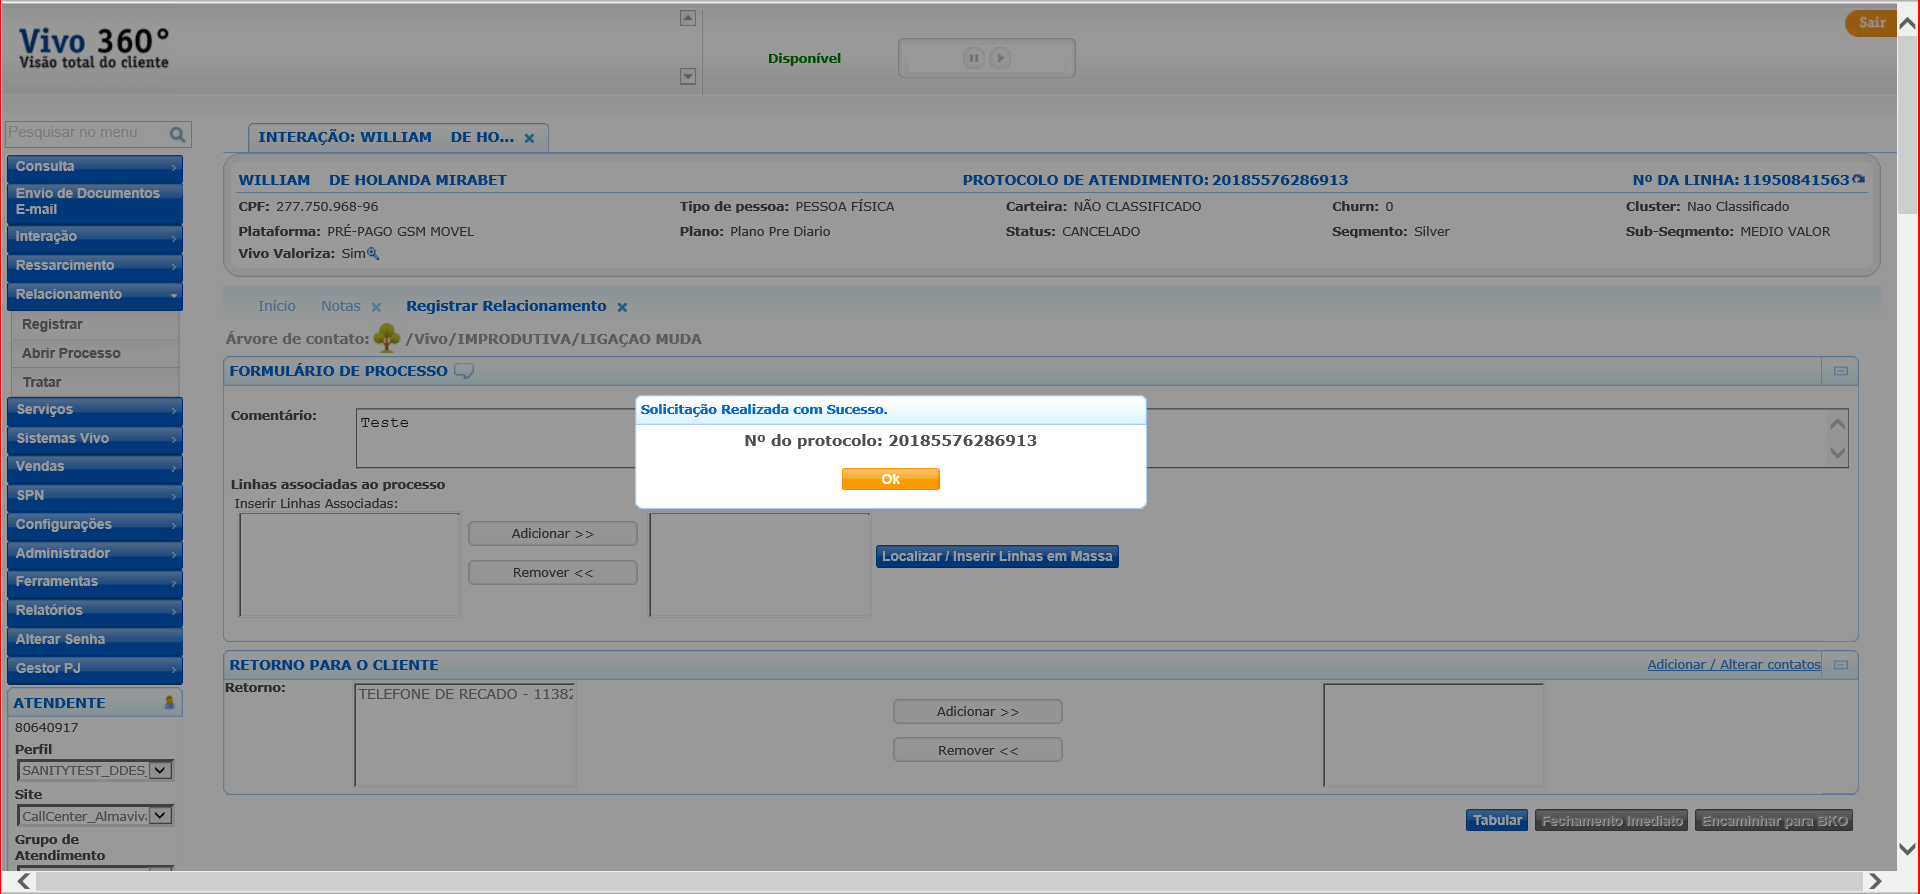 Vivo 360°
Visão total do cliente
Disponível
Sair
Pesquisar no menu
Consulta
Envio de Documentos
E-mail
Interação
Ressarcimento
Relacionamento
Registrar
Abrir Processo
Tratar
Serviços
Sistemas Vivo
Vendas
SPN
Configurações
Administrador
Ferramentas
Relatórios
Alterar Senha
Gestor PJ
ATENDENTE
80640917
Perfil
SANITYTEST_DDES_
Site
CallCenter_Almaviva
Grupo de
Atendimento
INTERAÇÃO: WILLIAM DE HO...
WILLIAM DE HOLANDA MIRABET PROTOCOLO DE ATENDIMENTO: 20185576286913 Nº DA LINHA: 11950841563
CPF: 277.750.968-96 Tipo de pessoa: PESSOA FÍSICA Carteira: NÃO CLASSIFICADO Churn: 0 Cluster: Nao Classificado
Plataforma: PRÉ-PAGO GSM MOVEL Plano: Plano Pre Diario Status: CANCELADO Segmento: Silver Sub-Segmento: MEDIO VALOR
Vivo Valoriza: Sim
Início Notas Registrar Relacionamento
Árvore de contato: /Vivo/IMPRODUTIVA/LIGAÇAO MUDA
FORMULÁRIO DE PROCESSO
Comentário: Teste
Solicitação Realizada com Sucesso.
Nº do protocolo: 20185576286913
Ok
Linhas associadas ao processo
Inserir Linhas Associadas:
Adicionar >>
Remover <<
Localizar / Inserir Linhas em Massa
RETORNO PARA O CLIENTE Adicionar / Alterar contatos
Retorno: TELEFONE DE RECADO - 11382
Adicionar >>
Remover <<
Tabular Fechamento Imediato Encaminhar para BKO